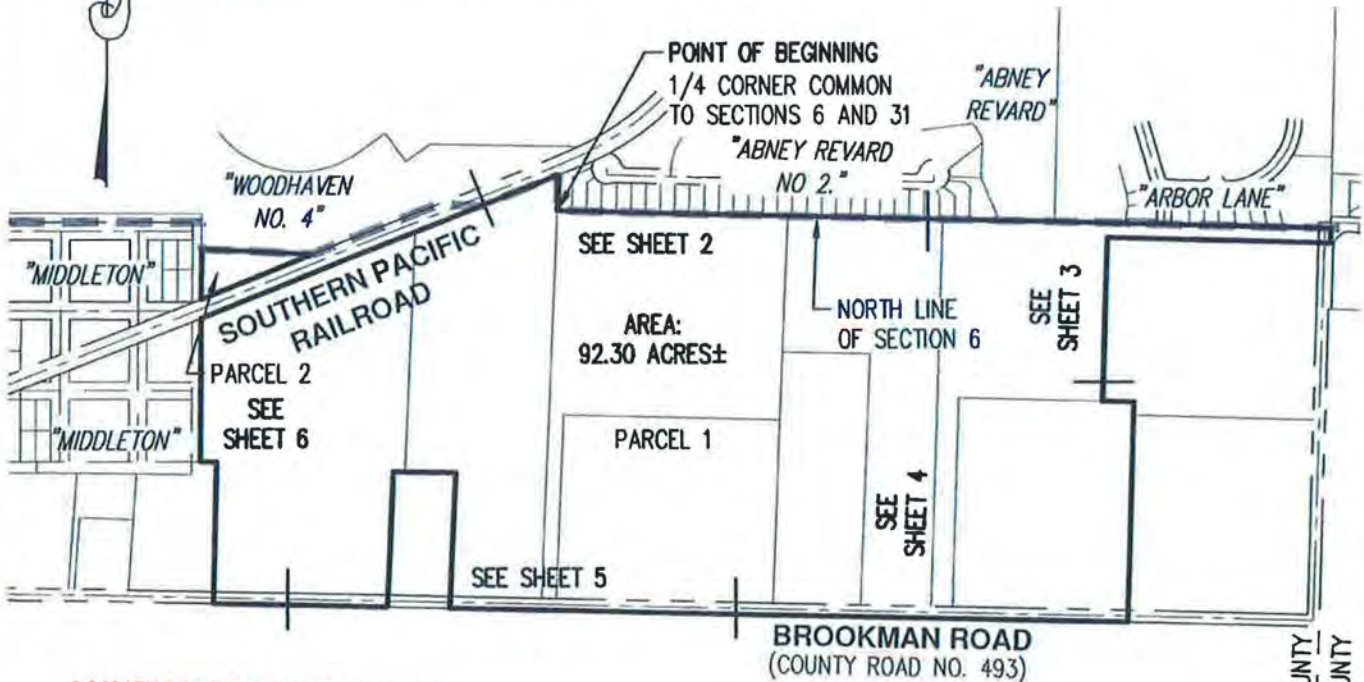 POINT OF BEGINNING
1/4 CORNER COMMON
TO SECTIONS 6 AND 31
"ABNEY
REVARD"
"ABNEY REVARD
NO 2."
"WOODHAVEN
NO. 4"
"ARBOR LANE"
"MIDDLETON"
SOUTHERN PACIFIC
RAILROAD
SEE SHEET 2
AREA:
92.30 ACRES±
NORTH LINE
OF SECTION 6
SEE
SHEET 3
PARCEL 2
SEE
SHEET 6
"MIDDLETON"
PARCEL 1
SEE
SHEET 4
SEE SHEET 5
BROOKMAN ROAD
(COUNTY ROAD NO. 493)